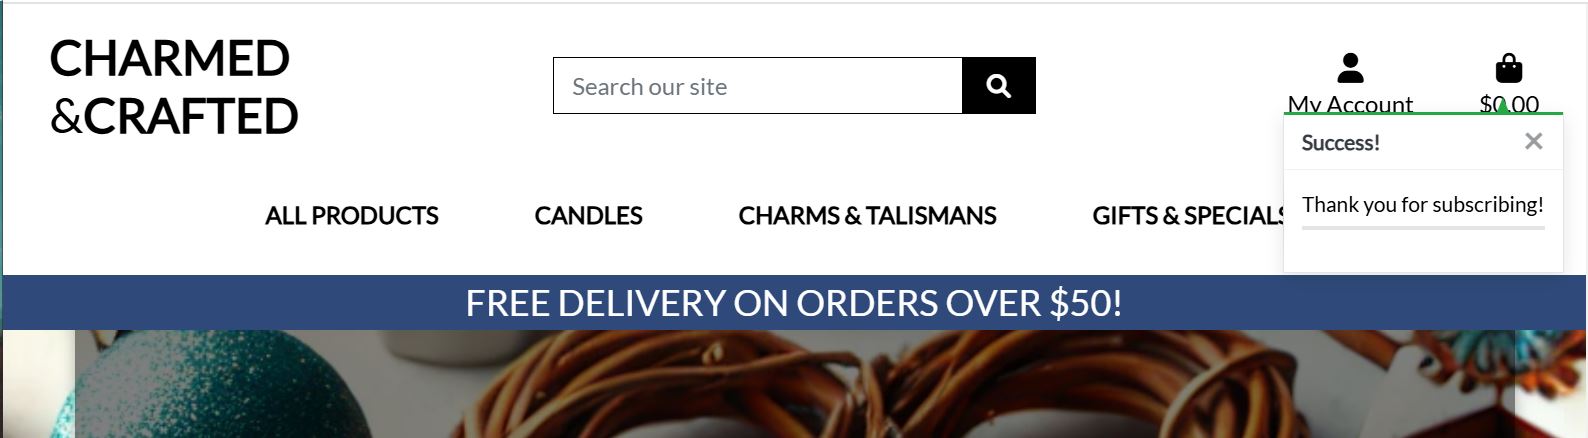 CHARMED
&CRAFTED
Search our site
My Account
$0.00
Success!
Thank you for subscribing!
ALL PRODUCTS
CANDLES
CHARMS & TALISMANS
GIFTS & SPECIALS
FREE DELIVERY ON ORDERS OVER $50!